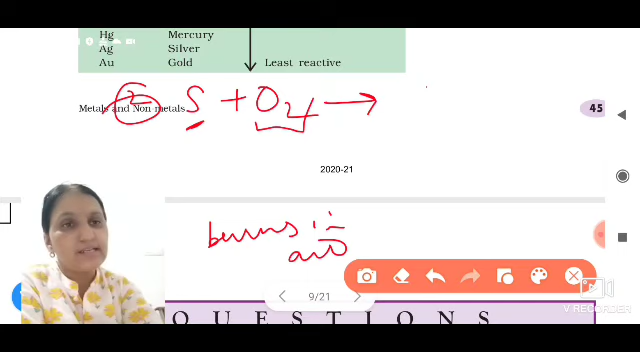 Hg Mercury
Ag Silver
Au Gold Least reactive
2 S + O2 →
Metals and Non metals
45
2020-21
burns in
air
9/21
QUESTIONS
V RECORDER